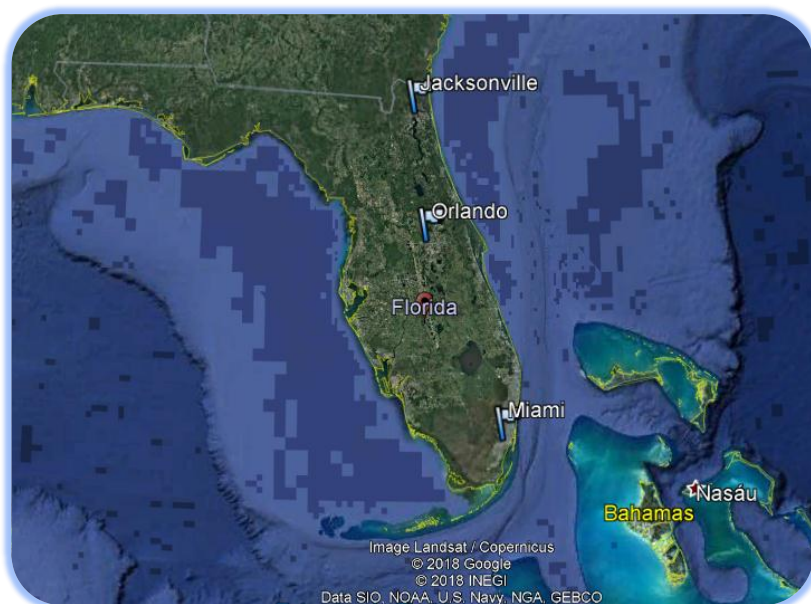 Jacksonville
Orlando
Florida
Miami
Nasáu
Bahamas
Image Landsat / Copernicus
© 2018 Google
© 2018 INEGI
Data SIO, NOAA, U.S. Navy, NGA, GEBCO